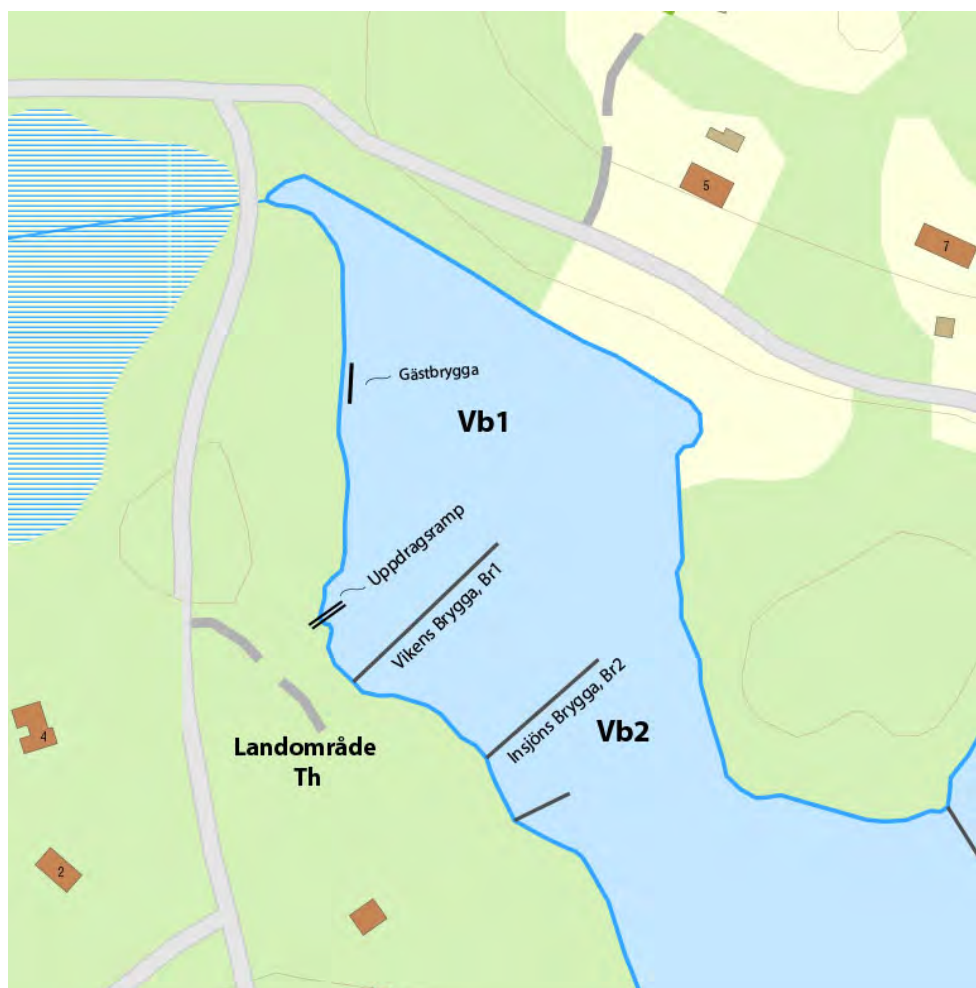 5
7
Gästbrygga
Vb1
Uppdragsramp
Vikens Brygga, Br1
Insjöns Brygga, Br2
Vb2
Landområde
Th
4
2